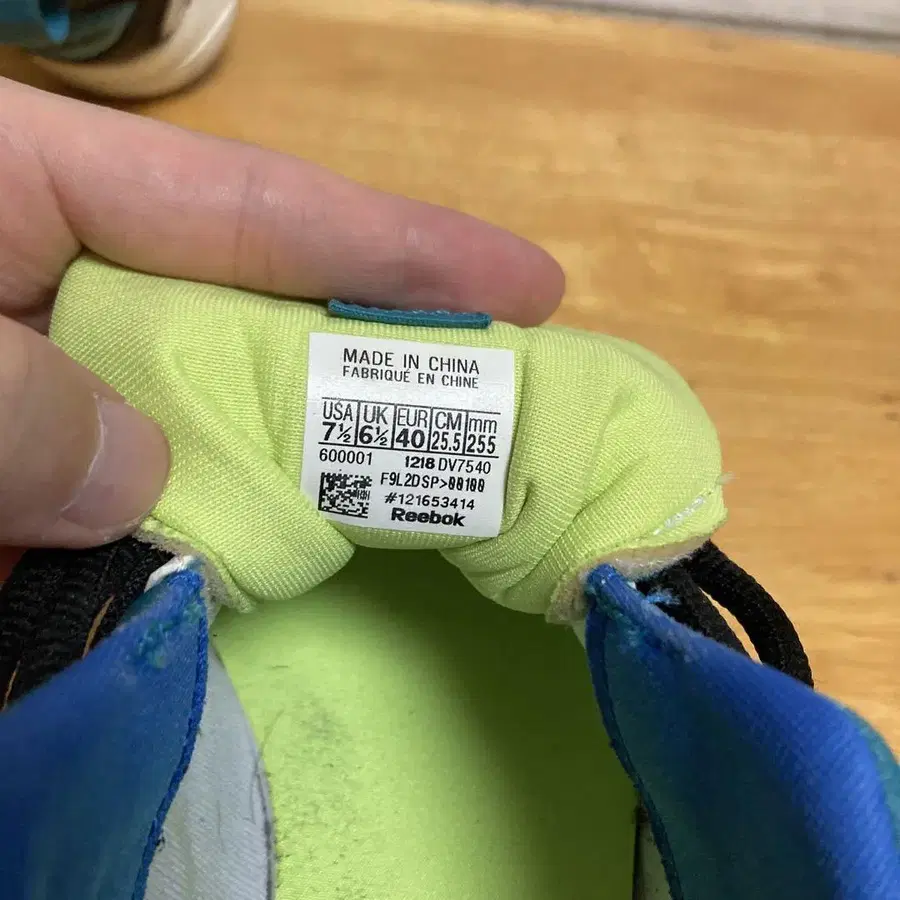 MADE IN CHINA
FABRIQUÉ EN CHINE
USA UK EUR CM mm
7½ 6½ 40 25.5 255
600001 1218 DV7540
F9L2DSP>00100
#121653414
Reebok